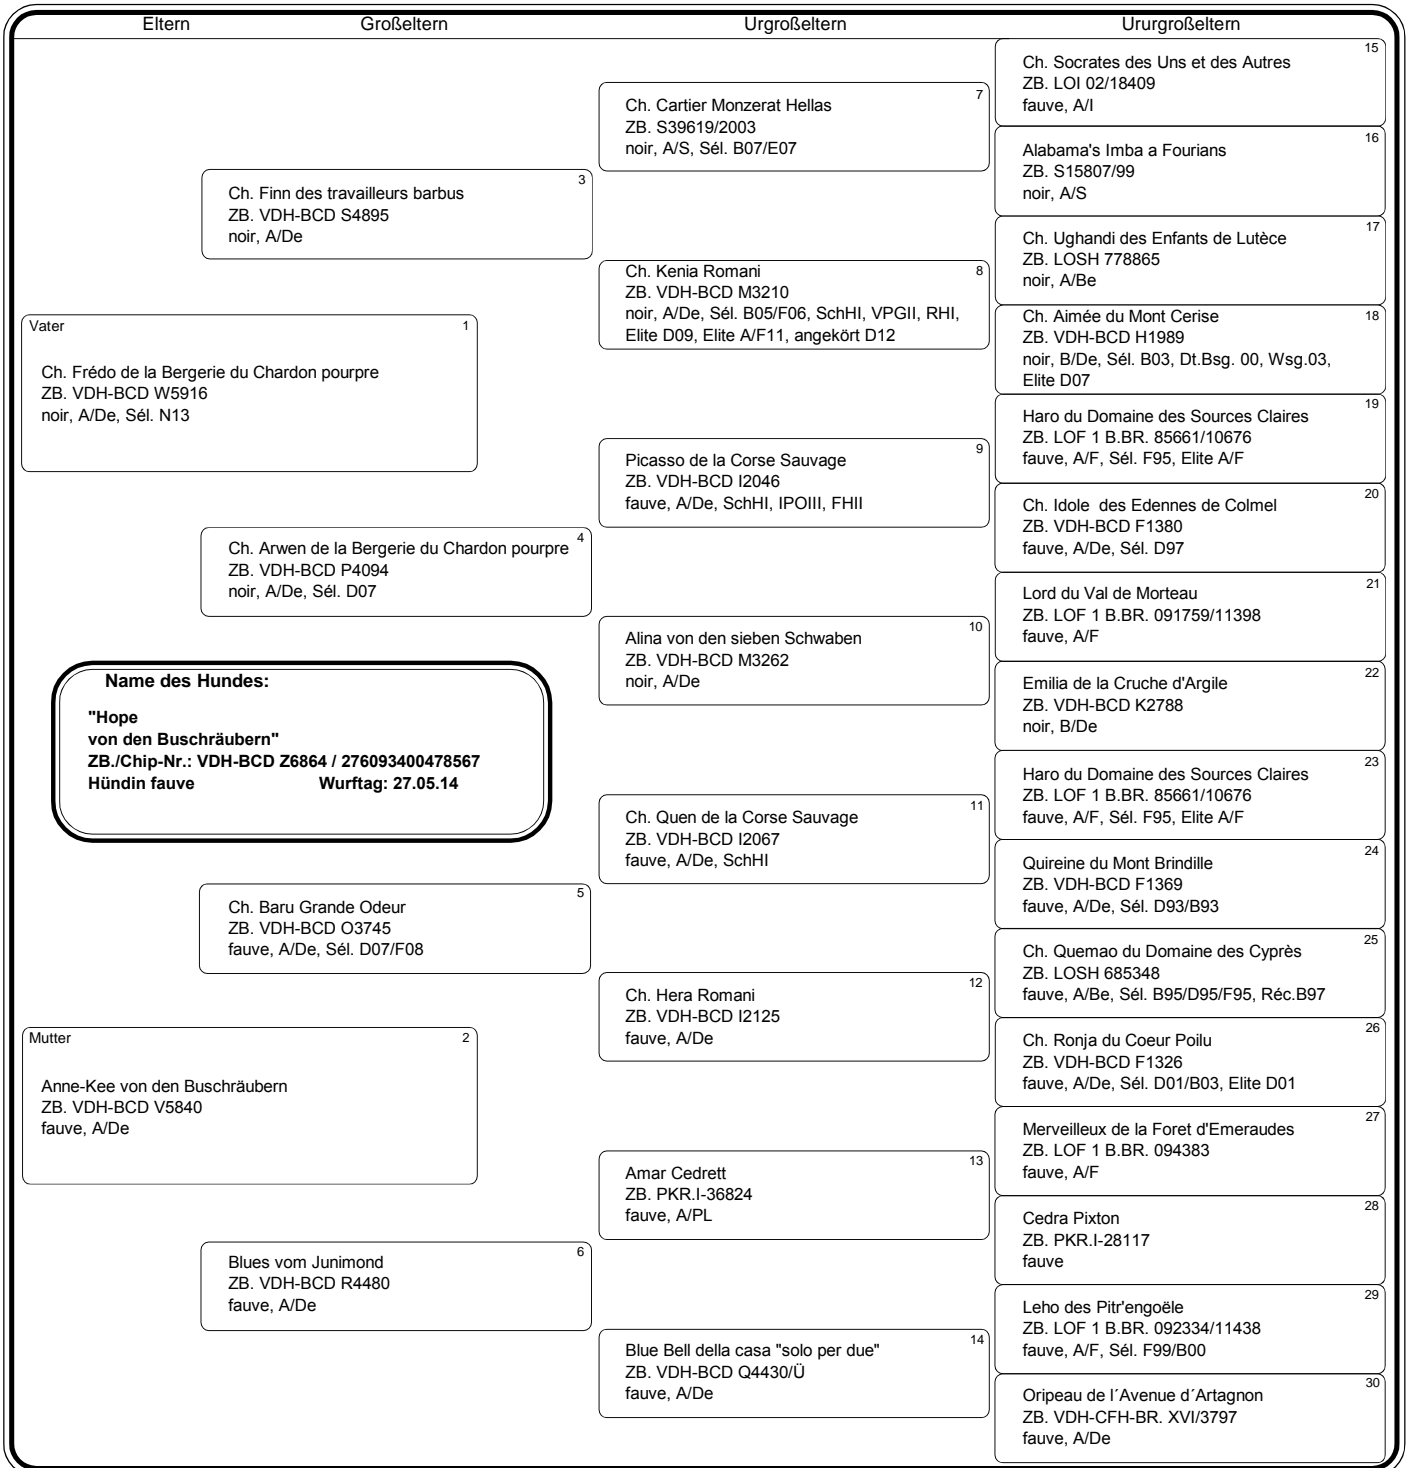 Eltern
Großeltern
Urgroßeltern
Ururgroßeltern
Vater
1
Ch. Frédo de la Bergerie du Chardon pourpre
ZB. VDH-BCD W5916
noir, A/De, Sél. N13
Name des Hundes:
"Hope
von den Buschräubern"
ZB./Chip-Nr.: VDH-BCD Z6864 / 276093400478567
Hündin fauve Wurftag: 27.05.14
Mutter
2
Anne-Kee von den Buschräubern
ZB. VDH-BCD V5840
fauve, A/De
3
Ch. Finn des travailleurs barbus
ZB. VDH-BCD S4895
noir, A/De
4
Ch. Arwen de la Bergerie du Chardon pourpre
ZB. VDH-BCD P4094
noir, A/De, Sél. D07
5
Ch. Baru Grande Odeur
ZB. VDH-BCD O3745
fauve, A/De, Sél. D07/F08
6
Blues vom Junimond
ZB. VDH-BCD R4480
fauve, A/De
7
Ch. Cartier Monzerat Hellas
ZB. S39619/2003
noir, A/S, Sél. B07/E07
8
Ch. Kenia Romani
ZB. VDH-BCD M3210
noir, A/De, Sél. B05/F06, SchHI, VPGII, RHI,
Elite D09, Elite A/F11, angekört D12
9
Picasso de la Corse Sauvage
ZB. VDH-BCD I2046
fauve, A/De, SchHI, IPOIII, FHII
10
Alina von den sieben Schwaben
ZB. VDH-BCD M3262
noir, A/De
11
Ch. Quen de la Corse Sauvage
ZB. VDH-BCD I2067
fauve, A/De, SchHI
12
Ch. Hera Romani
ZB. VDH-BCD I2125
fauve, A/De
13
Amar Cedrett
ZB. PKR.I-36824
fauve, A/PL
14
Blue Bell della casa "solo per due"
ZB. VDH-BCD Q4430/Ü
fauve, A/De
15
Ch. Socrates des Uns et des Autres
ZB. LOI 02/18409
fauve, A/I
16
Alabama's Imba a Fourians
ZB. S15807/99
noir, A/S
17
Ch. Ughandi des Enfants de Lutèce
ZB. LOSH 778865
noir, A/Be
18
Ch. Aimée du Mont Cerise
ZB. VDH-BCD H1989
noir, B/De, Sél. B03, Dt.Bsg. 00, Wsg.03,
Elite D07
19
Haro du Domaine des Sources Claires
ZB. LOF 1 B.BR. 85661/10676
fauve, A/F, Sél. F95, Elite A/F
20
Ch. Idole  des Edennes de Colmel
ZB. VDH-BCD F1380
fauve, A/De, Sél. D97
21
Lord du Val de Morteau
ZB. LOF 1 B.BR. 091759/11398
fauve, A/F
22
Emilia de la Cruche d'Argile
ZB. VDH-BCD K2788
noir, B/De
23
Haro du Domaine des Sources Claires
ZB. LOF 1 B.BR. 85661/10676
fauve, A/F, Sél. F95, Elite A/F
24
Quireine du Mont Brindille
ZB. VDH-BCD F1369
fauve, A/De, Sél. D93/B93
25
Ch. Quemao du Domaine des Cyprès
ZB. LOSH 685348
fauve, A/Be, Sél. B95/D95/F95, Réc.B97
26
Ch. Ronja du Coeur Poilu
ZB. VDH-BCD F1326
fauve, A/De, Sél. D01/B03, Elite D01
27
Merveilleux de la Foret d'Emeraudes
ZB. LOF 1 B.BR. 094383
fauve, A/F
28
Cedra Pixton
ZB. PKR.I-28117
fauve
29
Leho des Pitr'engoële
ZB. LOF 1 B.BR. 092334/11438
fauve, A/F, Sél. F99/B00
30
Oripeau de l´Avenue d´Artagnon
ZB. VDH-CFH-BR. XVI/3797
fauve, A/De